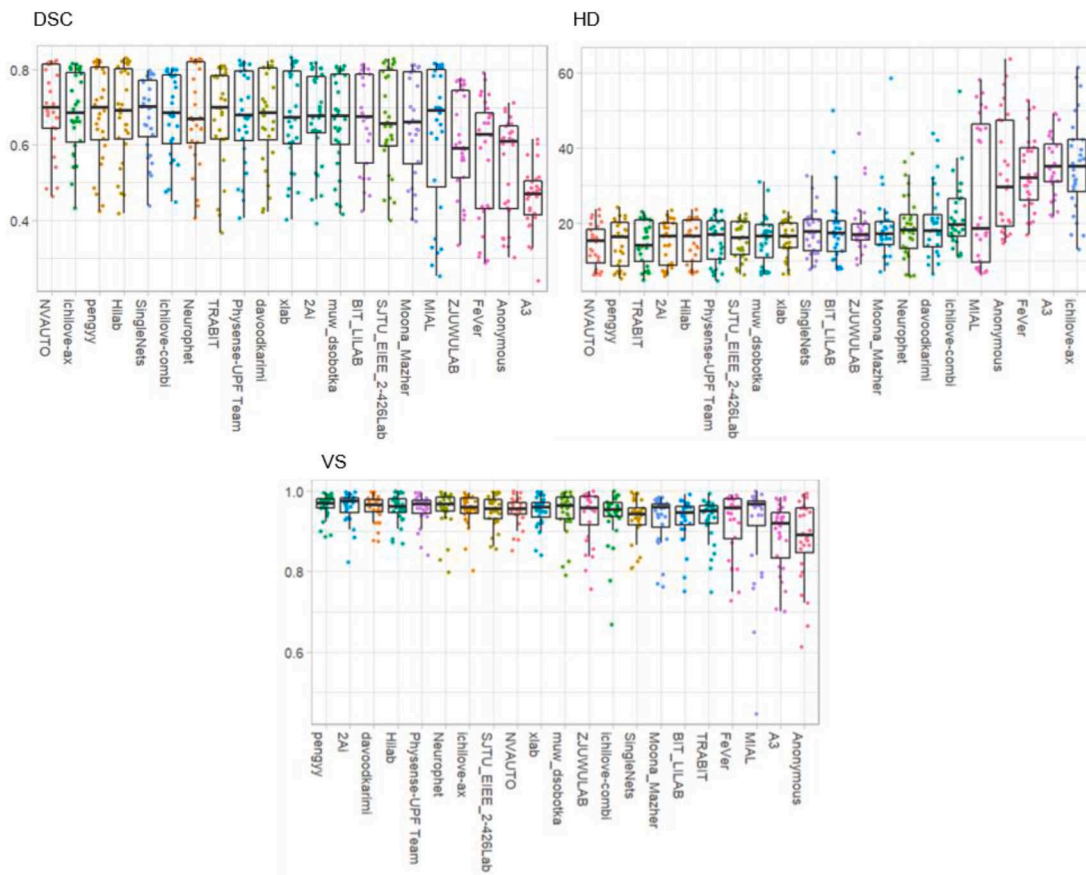 DSC
0.8
0.6
0.4
NVAUTO
ichilove-ax
pengyy
Hilab
SingleNets
ichilove-combi
Neurophet
TRABIT
Physense-UPF Team
davoodkarimi
xlab
2Ai
muw_dsobotka
BIT_LILAB
SJTU_EIEE_2-426Lab
Moona_Mazher
MIAL
ZJUWULAB
FeVer
Anonymous
A3
HD
60
40
20
0
NVAUTO
pengyy
TRABIT
2Ai
Hilab
Physense-UPF Team
SJTU_EIEE_2-426Lab
muw_dsobotka
xlab
SingleNets
BIT_LILAB
ZJUWULAB
Moona_Mazher
Neurophet
davoodkarimi
ichilove-combi
MIAL
Anonymous
FeVer
A3
ichilove-ax
VS
1.0
0.8
0.6
pengyy
2Ai
davoodkarimi
Hilab
Physense-UPF Team
Neurophet
ichilove-ax
SJTU_EIEE_2-426Lab
NVAUTO
xlab
muw_dsobotka
ZJUWULAB
ichilove-combi
SingleNets
Moona_Mazher
BIT_LILAB
TRABIT
FeVer
MIAL
A3
Anonymous